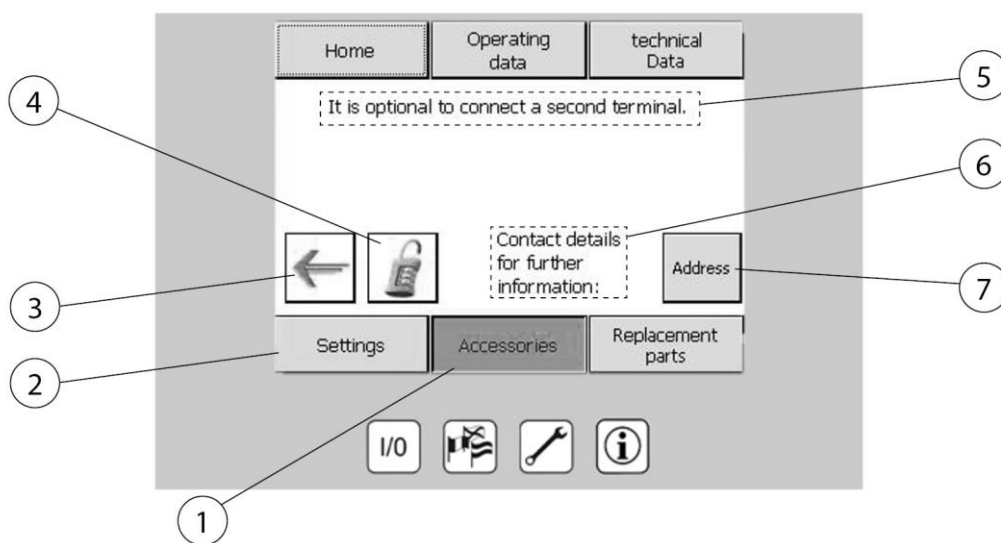 Home
Operating
data
technical
Data
It is optional to connect a second terminal.
5
4
6
Contact details
for further
information:
Address
3
7
Settings
Accessories
Replacement
parts
2
I/0
1